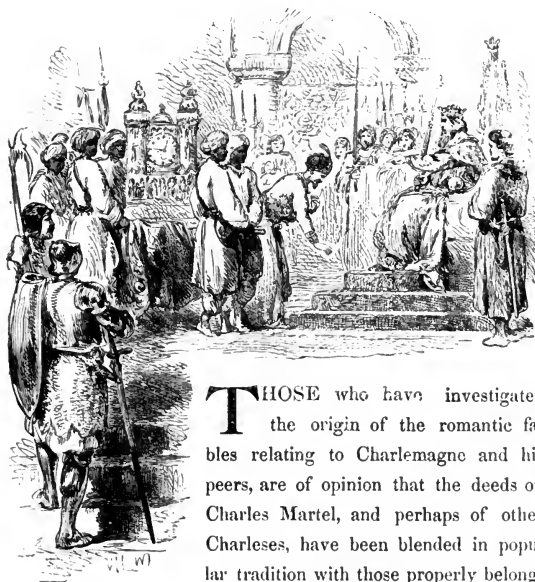 THOSE who have investigate
the origin of the romantic fa
bles relating to Charlemagne and hi
peers, are of opinion that the deeds o
Charles Martel, and perhaps of othe
Charleses, have been blended in popu
lar tradition with those properly belong